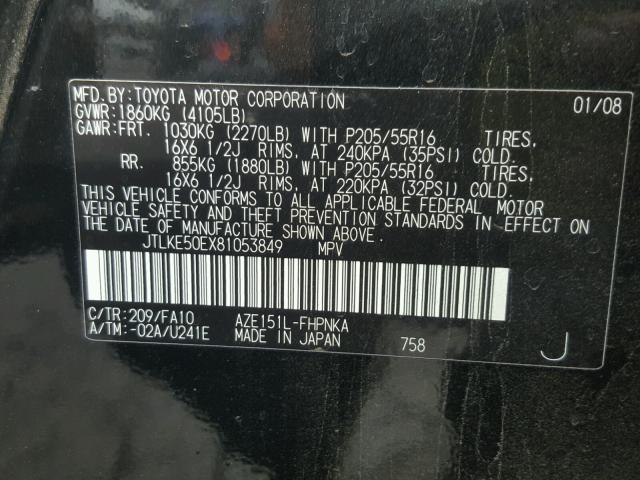 MFD.BY:TOYOTA MOTOR CORPORATION 01/08
GVWR:1860KG (4105LB)
GAWR:FRT. 1030KG (2270LB) WITH P205/55R16 TIRES,
16X6 1/2J RIMS, AT 240KPA (35PSI) COLD.
RR. 855KG (1880LB) WITH P205/55R16 TIRES,
16X6 1/2J RIMS, AT 220KPA (32PSI) COLD.
THIS VEHICLE CONFORMS TO ALL APPLICABLE FEDERAL MOTOR
VEHICLE SAFETY AND THEFT PREVENTION STANDARDS IN EFFECT ON
THE DATE OF MANUFACTURE SHOWN ABOVE.
JTLKE50EX81053849 MPV
C/TR:209/FA10 AZE151L-FHPNKA
A/TM:-02A/U241E MADE IN JAPAN 758 J